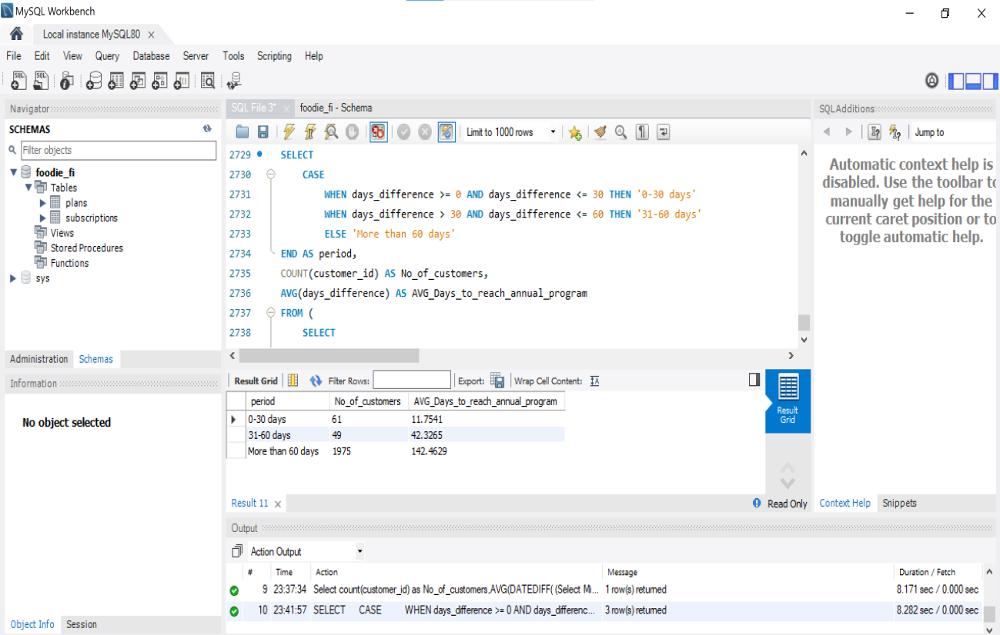 MySQL Workbench
Local instance MySQL80
File Edit View Query Database Server Tools Scripting Help
Navigator
SCHEMAS
Filter objects
foodie_fi
Tables
plans
subscriptions
Views
Stored Procedures
Functions
sys
Administration Schemas
Information
No object selected
Object Info Session
SQL File 3* foodie_fi - Schema
Limit to 1000 rows
2729 SELECT
2730 CASE
2731 WHEN days_difference >= 0 AND days_difference <= 30 THEN '0-30 days'
2732 WHEN days_difference > 30 AND days_difference <= 60 THEN '31-60 days'
2733 ELSE 'More than 60 days'
2734 END AS period,
2735 COUNT(customer_id) AS No_of_customers,
2736 AVG(days_difference) AS AVG_Days_to_reach_annual_program
2737 FROM (
2738 SELECT
Result Grid Filter Rows: Export: Wrap Cell Content:
period No_of_customers AVG_Days_to_reach_annual_program
0-30 days 61 11.7541
31-60 days 49 42.3265
More than 60 days 1975 142.4629
Result Grid
Result 11 Read Only
SQLAdditions
Jump to
Automatic context help is
disabled. Use the toolbar to
manually get help for the
current caret position or to
toggle automatic help.
Context Help Snippets
Output
Action Output
# Time Action Message Duration / Fetch
9 23:37:34 Select count(customer_id) as No_of_customers,AVG(DATEDIFF( (Select Mi... 1 row(s) returned 8.171 sec / 0.000 sec
10 23:41:57 SELECT CASE WHEN days_difference >= 0 AND days_differenc... 3 row(s) returned 8.282 sec / 0.000 sec